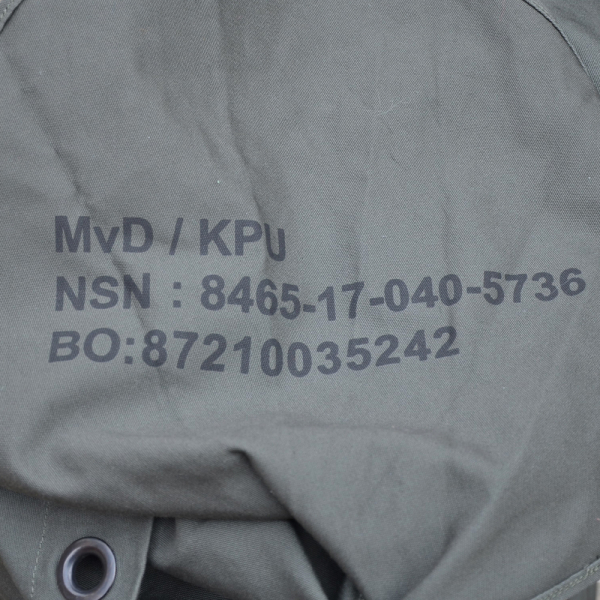 MvD / KPU
NSN : 8465-17-040-5736
BO:87210035242